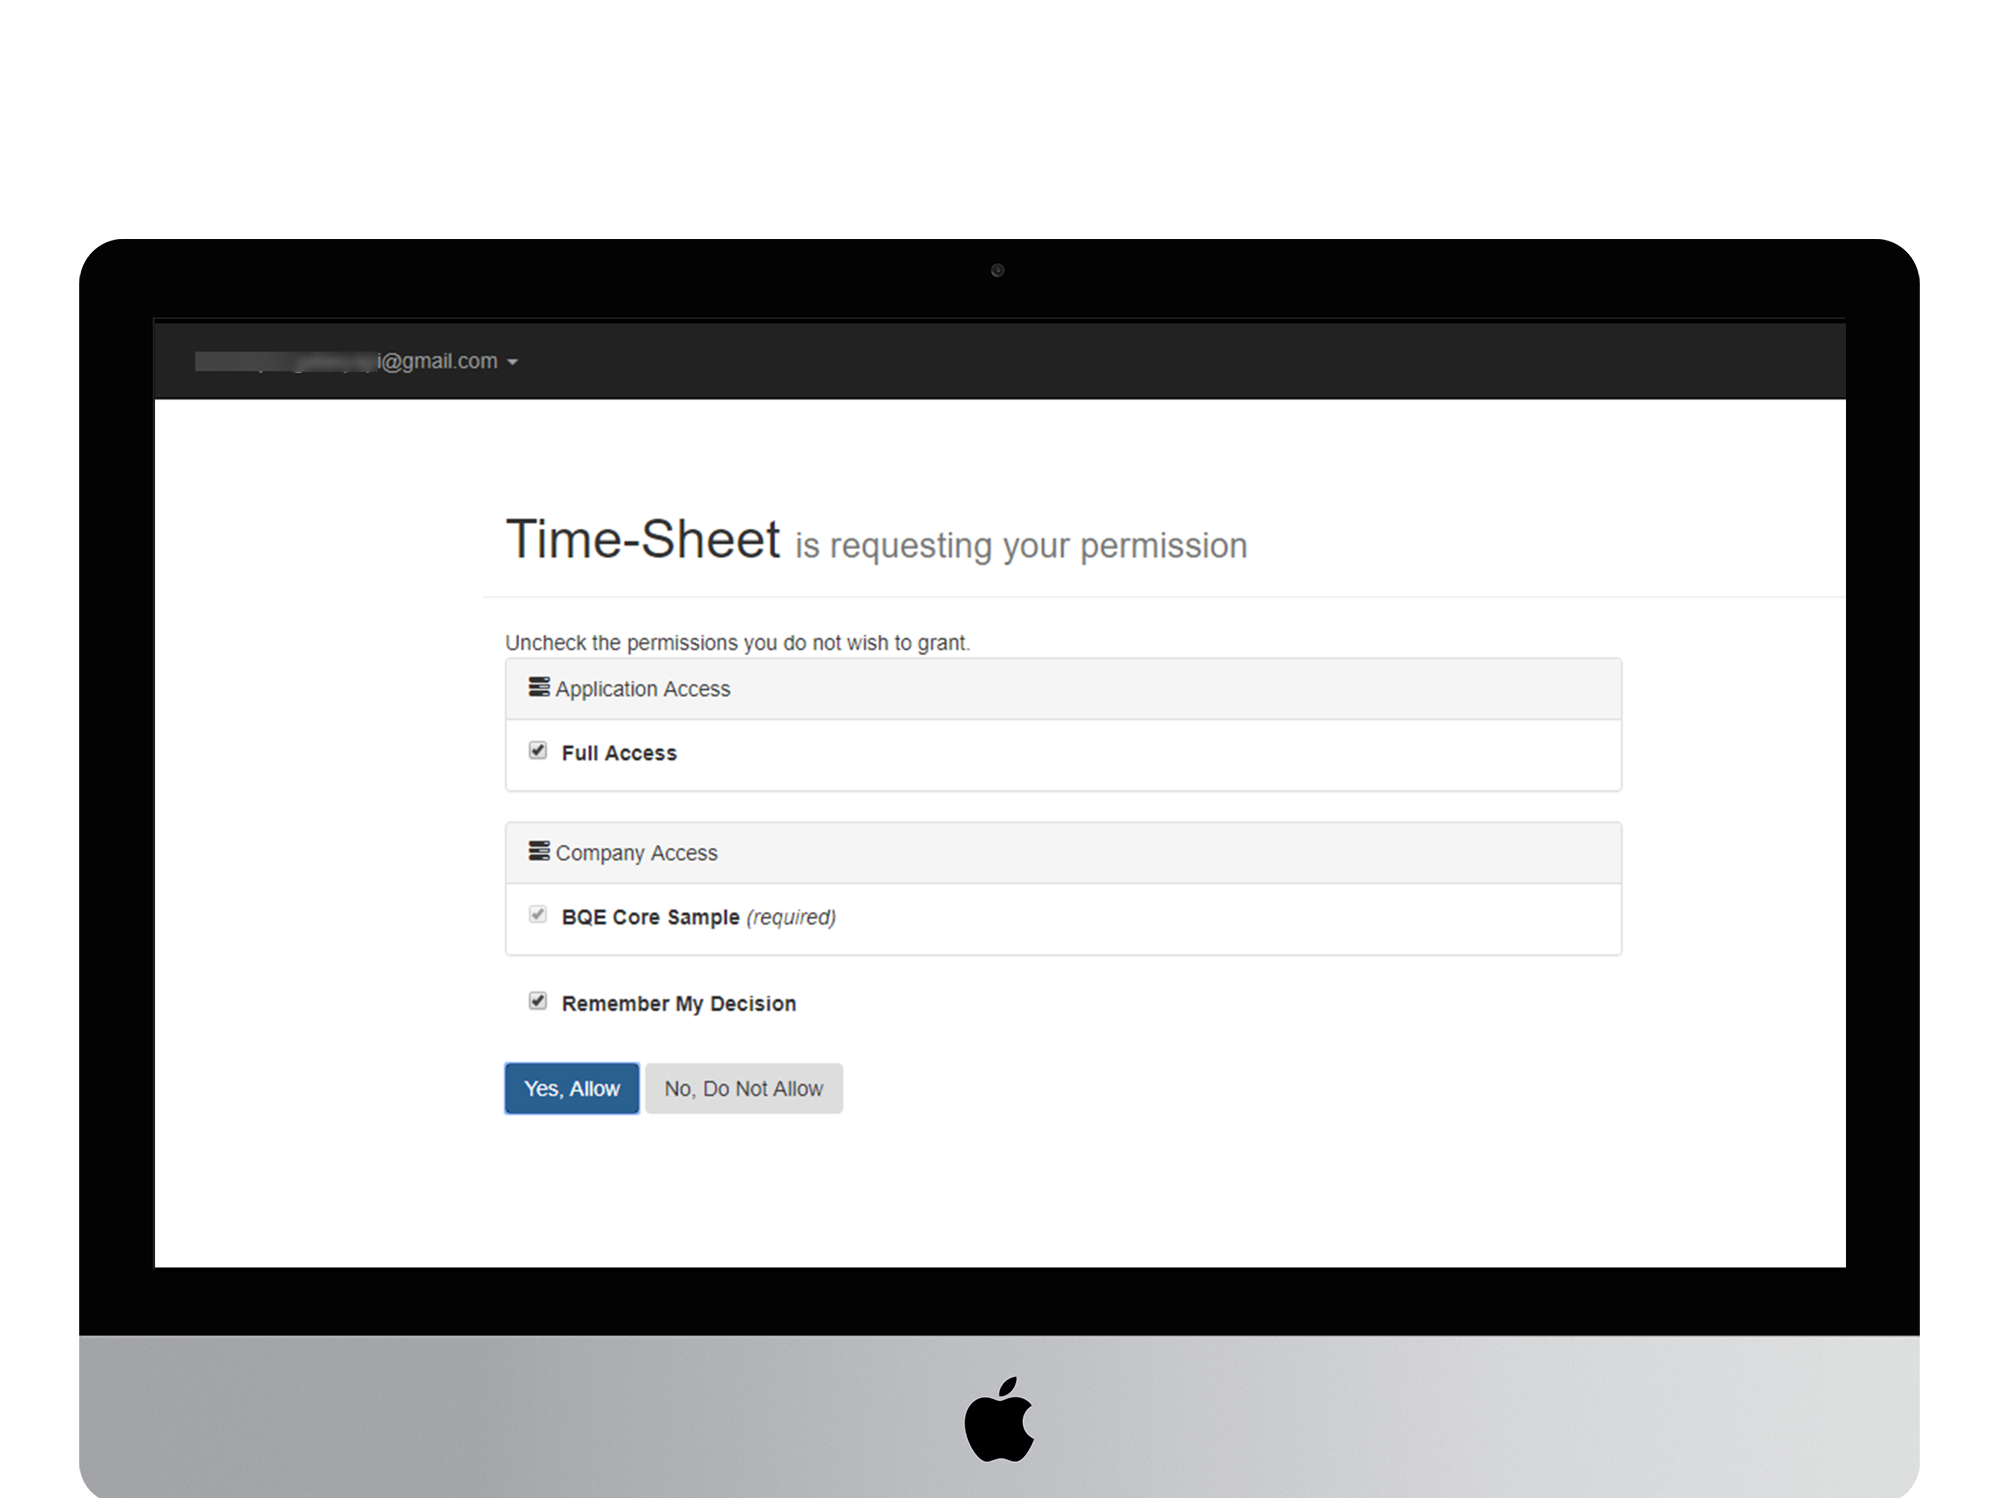 @gmail.com
Time-Sheet is requesting your permission
Uncheck the permissions you do not wish to grant.
Application Access
Full Access
Company Access
BQE Core Sample (required)
Remember My Decision
Yes, Allow No, Do Not Allow